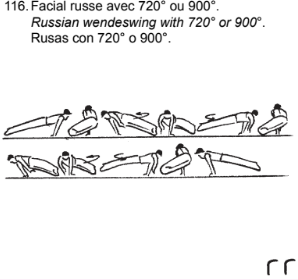 116. Facial russe avec 720° ou 900°.
Russian wendeswing with 720° or 900°.
Rusas con 720° o 900°.